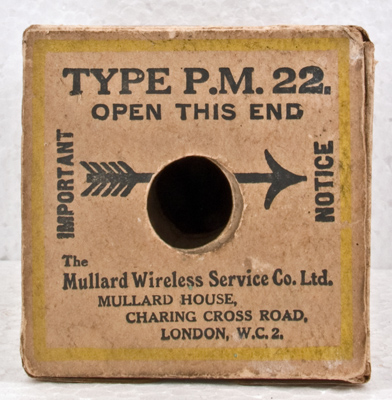 TYPE P.M. 22.
OPEN THIS END
IMPORTANT
NOTICE
The
Mullard Wireless Service Co. Ltd.
MULLARD HOUSE,
CHARING CROSS ROAD,
LONDON, W.C.2.